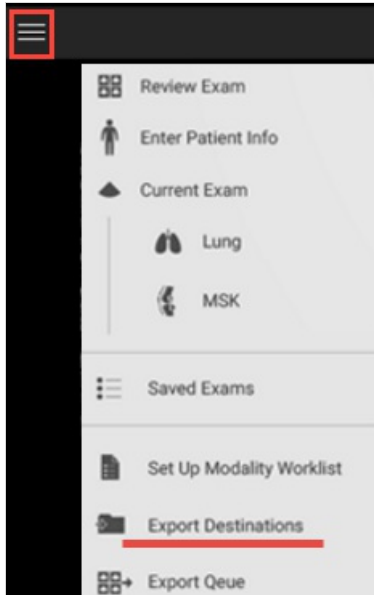 Review Exam
Enter Patient Info
Current Exam
Lung
MSK
Saved Exams
Set Up Modality Worklist
Export Destinations
Export Qeue